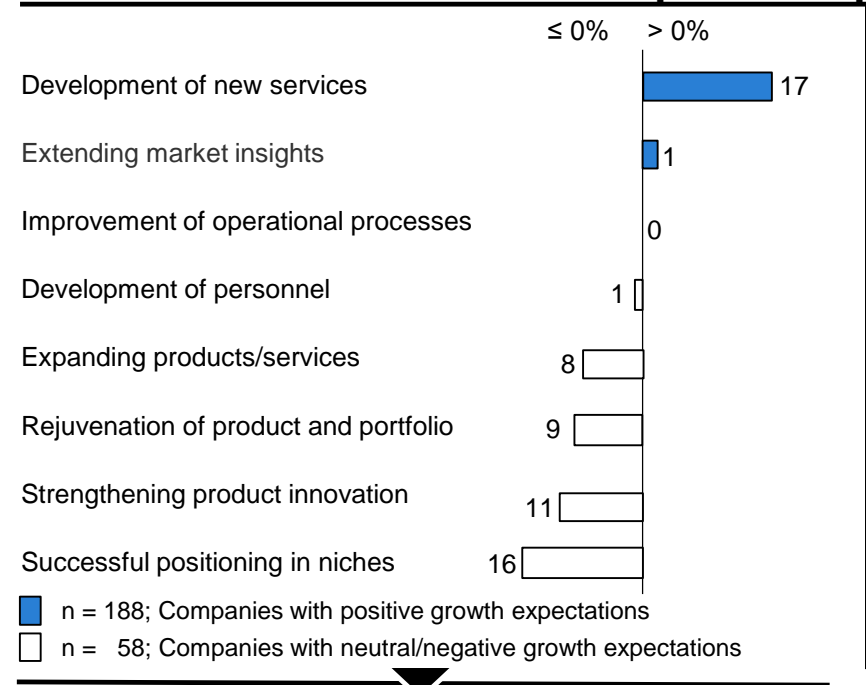 ≤ 0% > 0%
Development of new services 17
Extending market insights 1
Improvement of operational processes 0
Development of personnel 1
Expanding products/services 8
Rejuvenation of product and portfolio 9
Strengthening product innovation 11
Successful positioning in niches 16
n = 188; Companies with positive growth expectations
n = 58; Companies with neutral/negative growth expectations